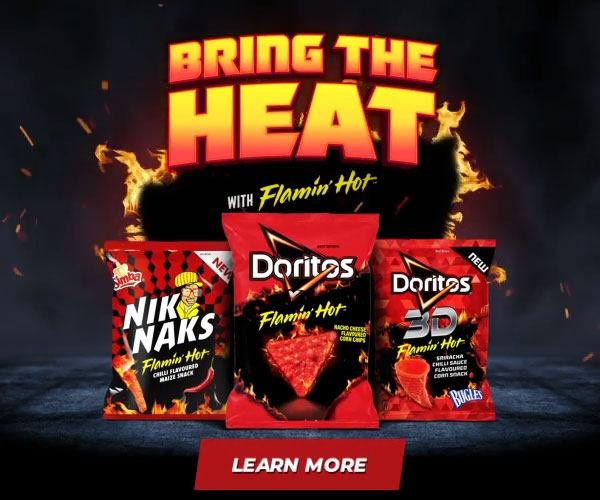 BRING THE
HEAT
WITH Flamin' Hot
Simba
NEW
NIK
NAKS
Flamin' Hot
CHILLI FLAVOURED
MAIZE SNACK
Doritos
Flamin' Hot
NACHO CHEESE
FLAVOURED
CORN CHIPS
NEW
Doritos
3D
Flamin' Hot
SRIRACHA
CHILLI SAUCE
FLAVOURED
CORN SNACK
BUGLES
LEARN MORE